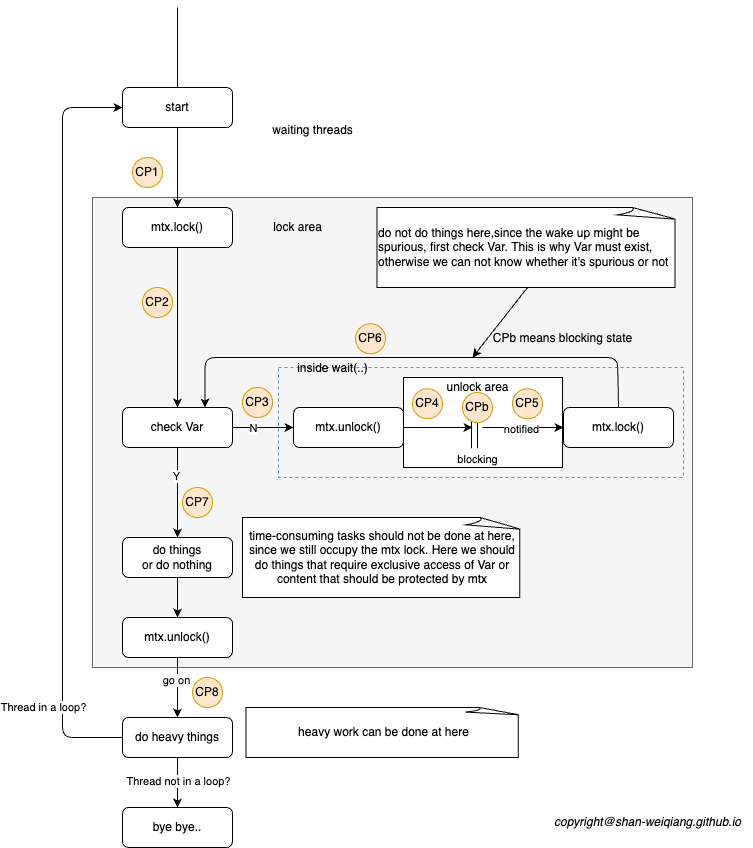 start
waiting threads
CP1
mtx.lock()
lock area
do not do things here,since the wake up might be
spurious, first check Var. This is why Var must exist,
otherwise we can not know whether it's spurious or not
CP2
CP6
CPb means blocking state
inside wait(..)
unlock area
CP3
CP4
CPb
CP5
check Var
N
mtx.unlock()
notified
mtx.lock()
blocking
Y
CP7
time-consuming tasks should not be done at here,
since we still occupy the mtx lock. Here we should
do things that require exclusive access of Var or
content that should be protected by mtx
do things
or do nothing
mtx.unlock()
go on
CP8
Thread in a loop?
do heavy things
heavy work can be done at here
Thread not in a loop?
bye bye..
copyright@shan-weiqiang.github.io